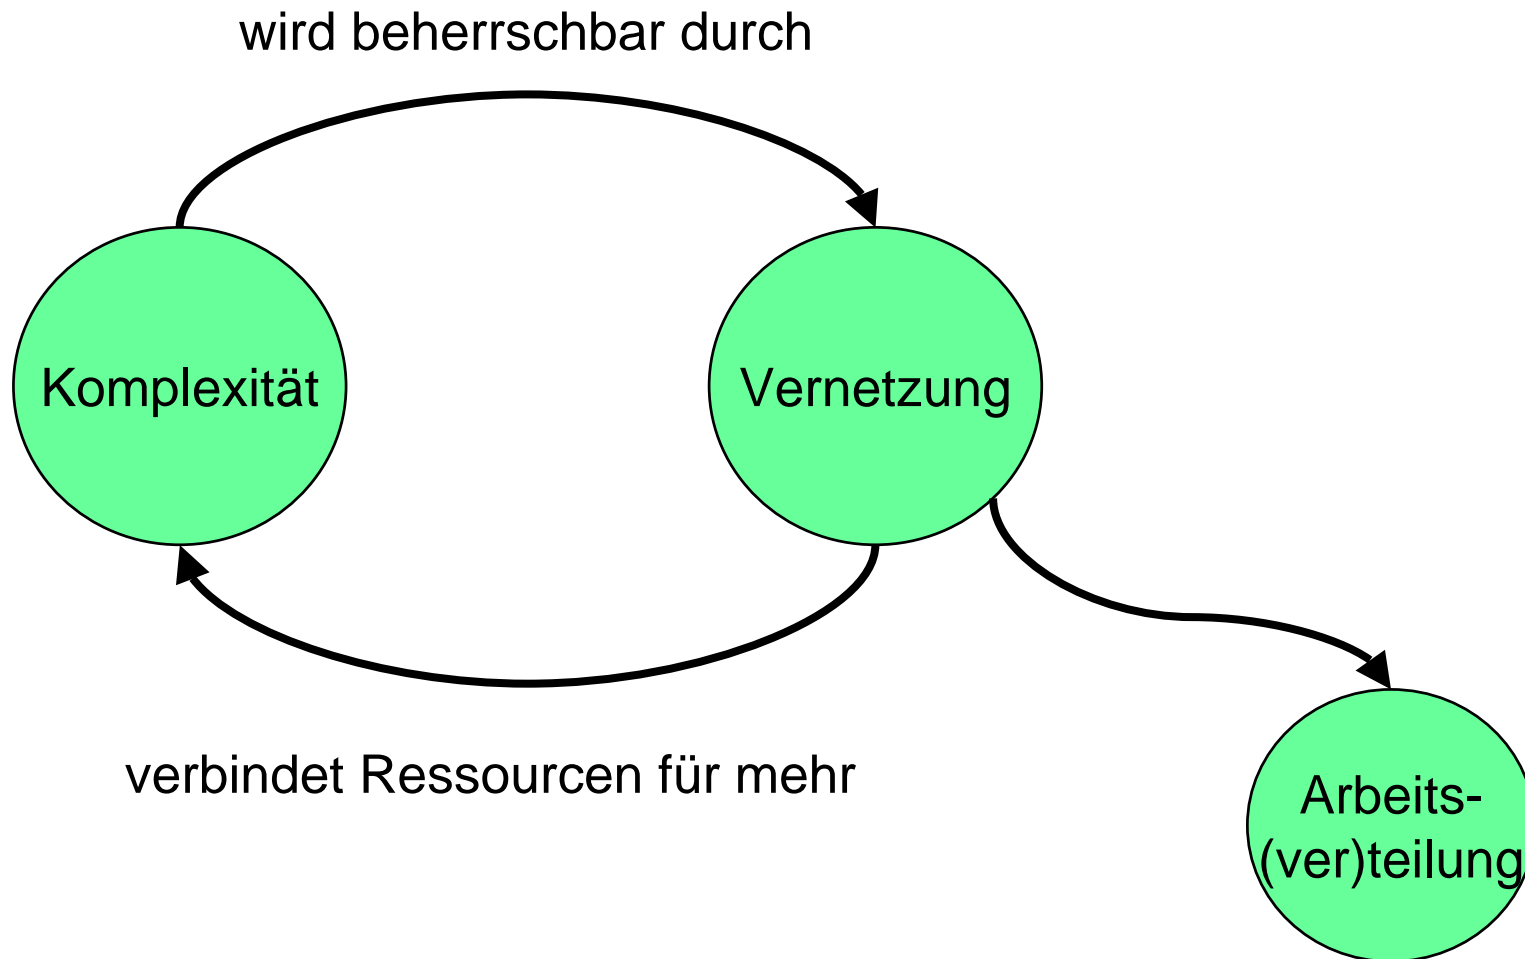 wird beherrschbar durch
Komplexität
Vernetzung
verbindet Ressourcen für mehr
Arbeits-
(ver)teilung